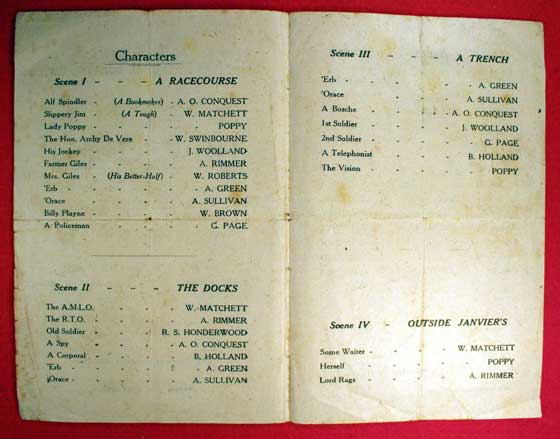 Characters
Scene I - - - A RACECOURSE
Alf Spindler - (A Bookmaker) - A. O. CONQUEST
Slippery Jim - (A Tough) - W. MATCHETT
Lady Poppy - - - - - POPPY
The Hon. Archy De Vere - - - W. SWINBOURNE
His Jockey - - - - - J. WOOLLAND
Farmer Giles - - - - - A. RIMMER
Mrs. Giles - (His Better-Half) - W. ROBERTS
'Erb - - - - - A. GREEN
'Orace - - - - - A. SULLIVAN
Billy Playne - - - - - W. BROWN
A Policeman - - - - - G. PAGE
Scene II - - - THE DOCKS
The A.M.L.O. - - - - W. MATCHETT
The R.T.O. - - - - A. RIMMER
Old Soldier - - - - R. S. HONDERWOOD
A Spy - - - - - A. O. CONQUEST
A Corporal - - - - B. HOLLAND
'Erb - - - - - A. GREEN
'Orace - - - - - A. SULLIVAN
Scene III - - - A TRENCH
'Erb - - - - - A. GREEN
'Orace - - - - - A. SULLIVAN
A Bosche - - - - A. O. CONQUEST
1st Soldier - - - - J. WOOLLAND
2nd Soldier - - - - G. PAGE
A Telephonist - - - - B. HOLLAND
The Vision - - - - POPPY
Scene IV - OUTSIDE JANVIER'S
Some Waiter - - - - W. MATCHETT
Herself - - - - POPPY
Lord Rags - - - - A. RIMMER